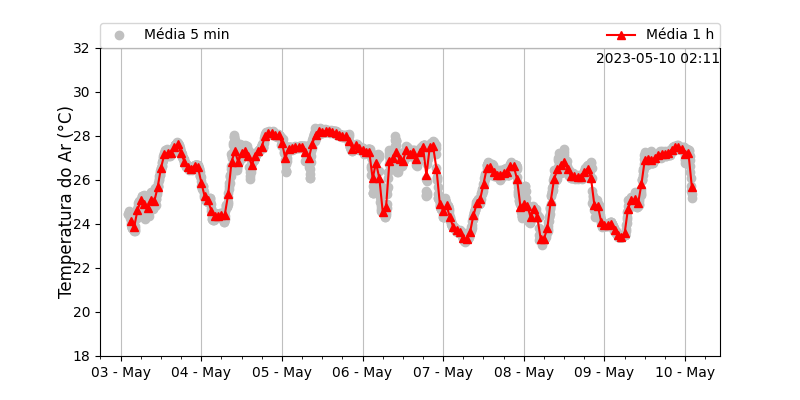 Média 5 min
Média 1 h
2023-05-10 02:11
Temperatura do Ar (°C)
32
30
28
26
24
22
20
18
03 - May
04 - May
05 - May
06 - May
07 - May
08 - May
09 - May
10 - May